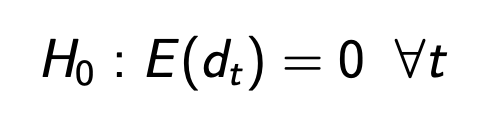 H₀ : E(dₜ) = 0 ∀t